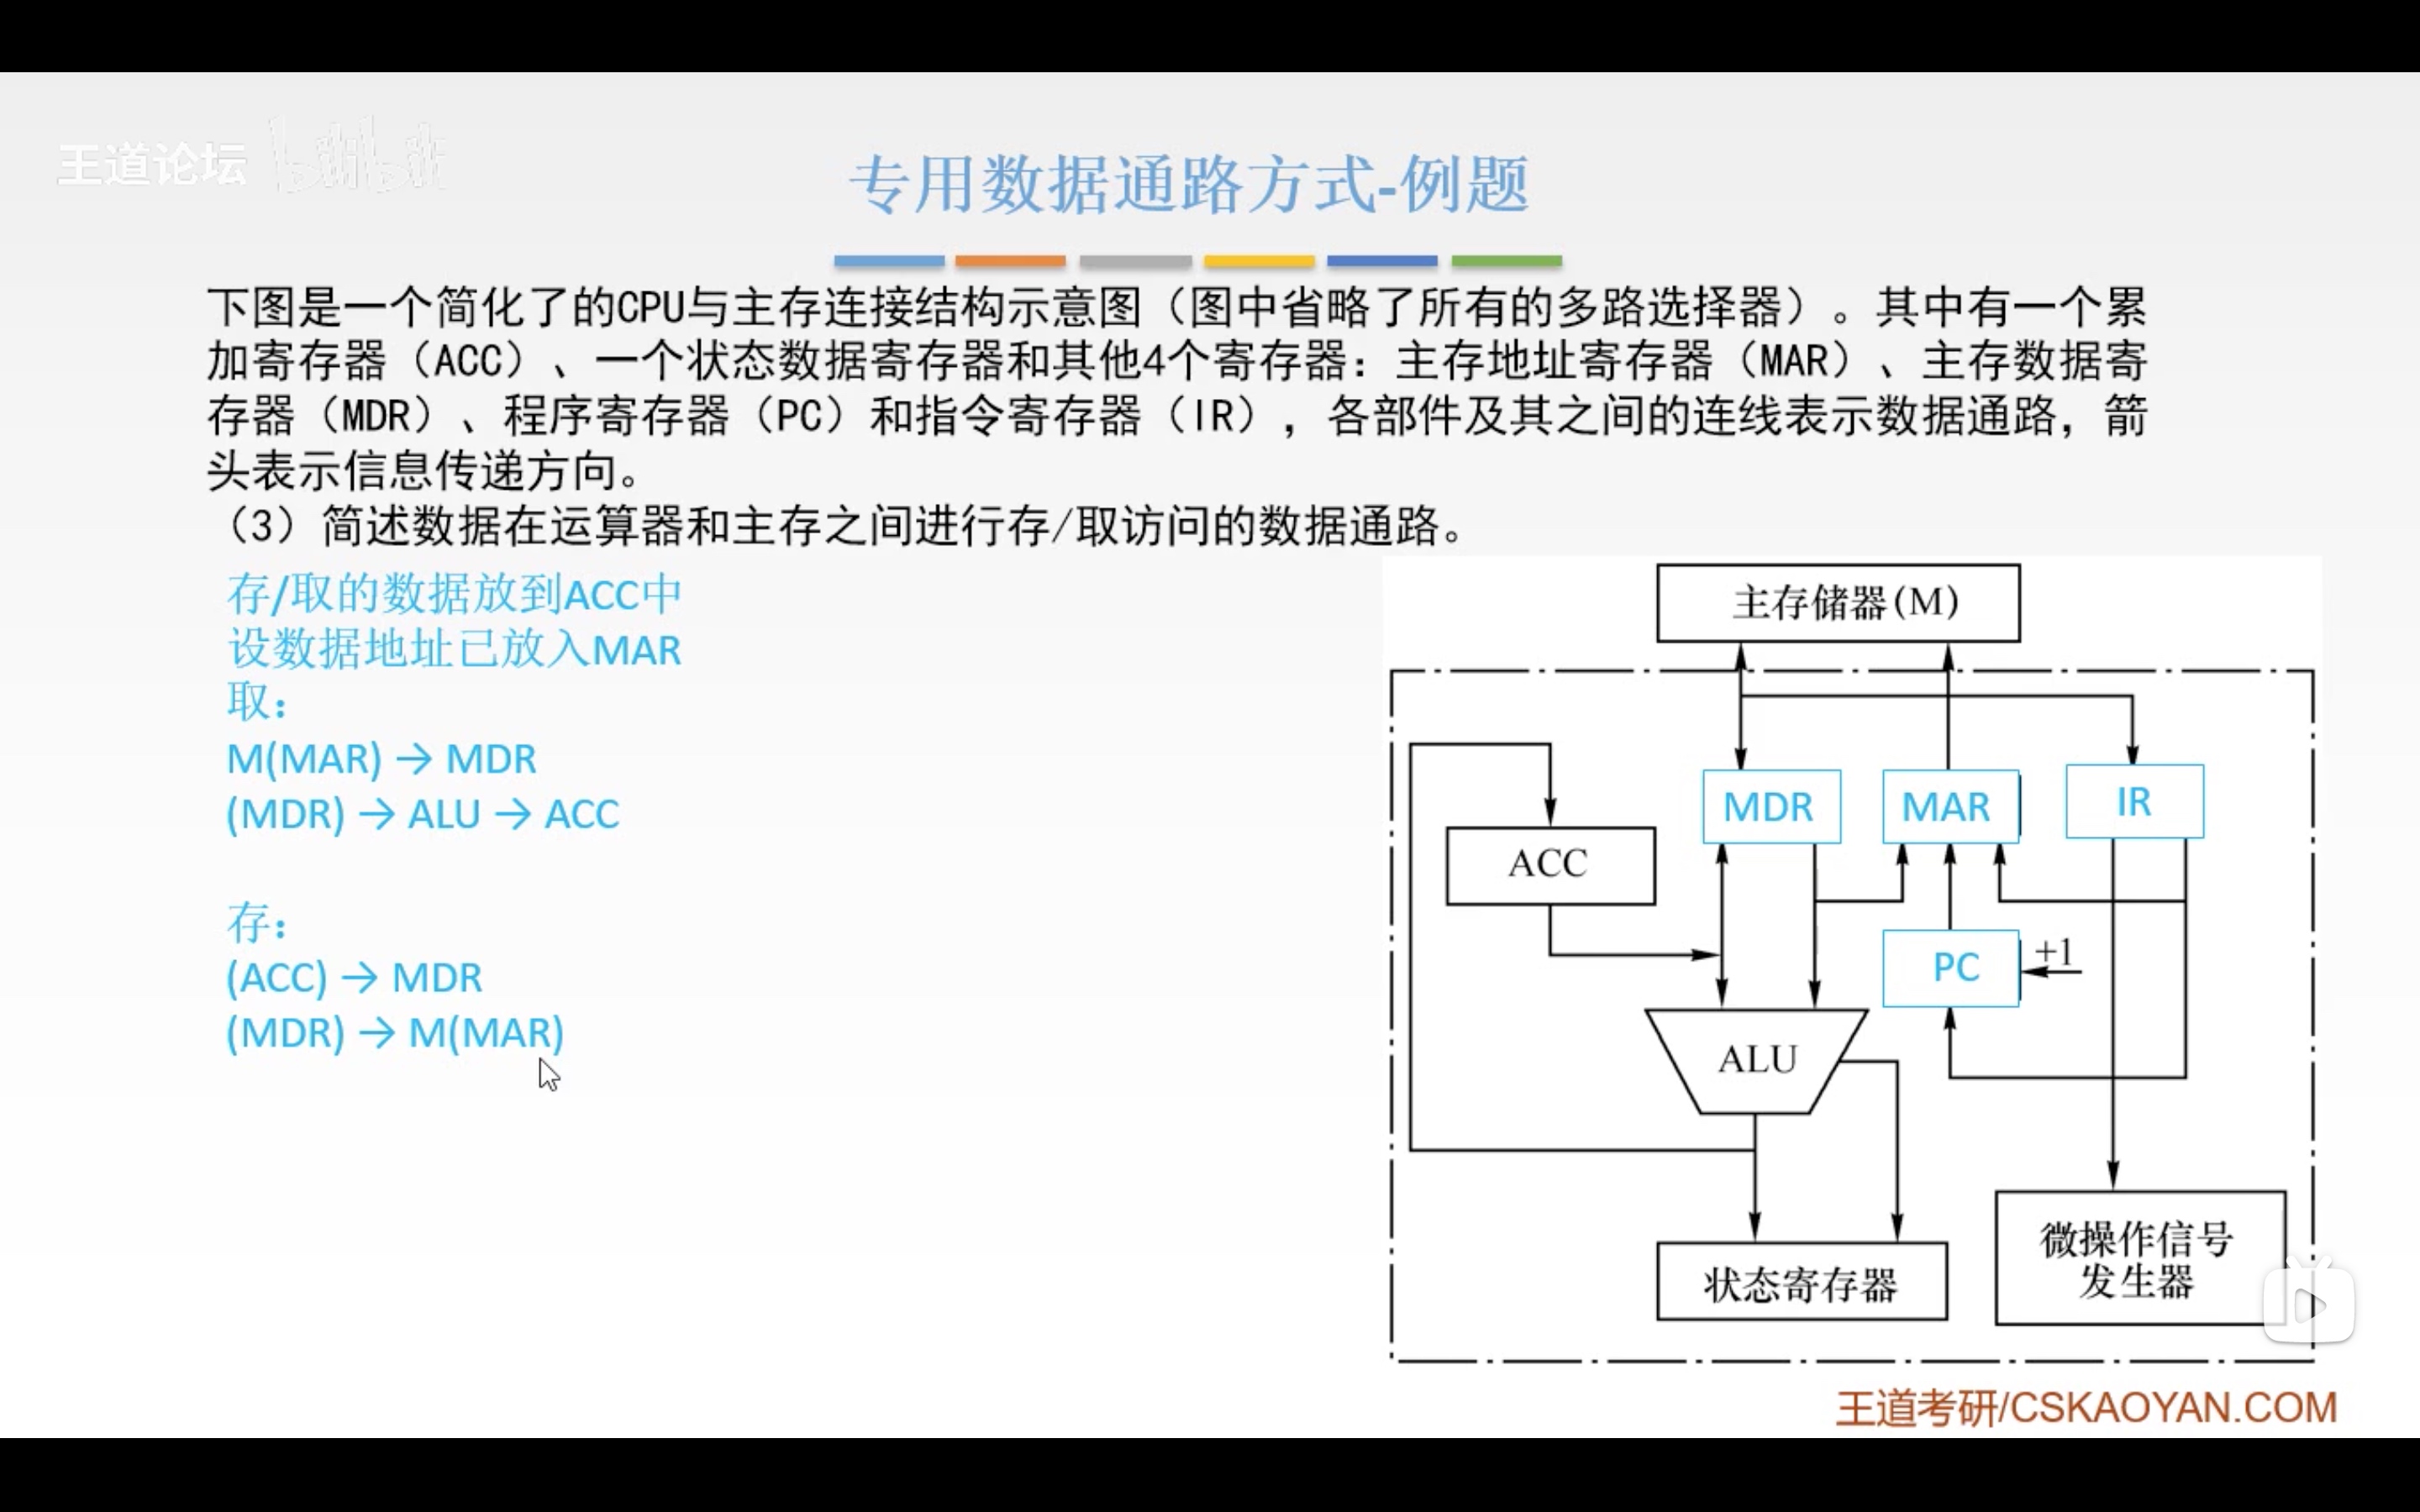 王道论坛 bilibili
专用数据通路方式-例题
下图是一个简化了的CPU与主存连接结构示意图（图中省略了所有的多路选择器）。其中有一个累
加寄存器（ACC）、一个状态数据寄存器和其他4个寄存器：主存地址寄存器（MAR）、主存数据寄
存器（MDR）、程序寄存器（PC）和指令寄存器（IR），各部件及其之间的连线表示数据通路，箭
头表示信息传递方向。
（3）简述数据在运算器和主存之间进行存/取访问的数据通路。
存/取的数据放到ACC中
设数据地址已放入MAR
取：
M(MAR) → MDR
(MDR) → ALU → ACC
存：
(ACC) → MDR
(MDR) → M(MAR)
主存储器(M)
MDR
MAR
IR
ACC
PC
+1
ALU
状态寄存器
微操作信号
发生器
王道考研/CSKAOYAN.COM